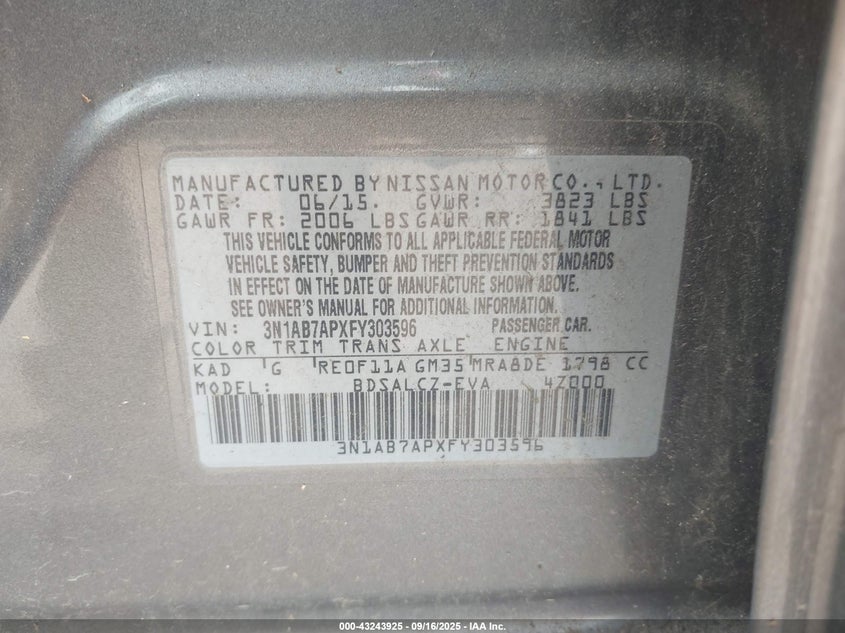 MANUFACTURED BY NISSAN MOTOR CO., LTD.
DATE: 06/15. GVWR: 3823 LBS
GAWR FR: 2006 LBS GAWR RR: 1841 LBS
THIS VEHICLE CONFORMS TO ALL APPLICABLE FEDERAL MOTOR
VEHICLE SAFETY, BUMPER AND THEFT PREVENTION STANDARDS
IN EFFECT ON THE DATE OF MANUFACTURE SHOWN ABOVE.
SEE OWNER'S MANUAL FOR ADDITIONAL INFORMATION.
VIN: 3N1AB7APXFY303596 PASSENGER CAR.
COLOR TRIM TRANS AXLE ENGINE
KAD G RE0F11A GM35 MRA8DE 1798 CC
MODEL: BDSALCZ-EVA 47000
3N1AB7APXFY303596
000-43243925 - 09/16/2025 - IAA Inc.